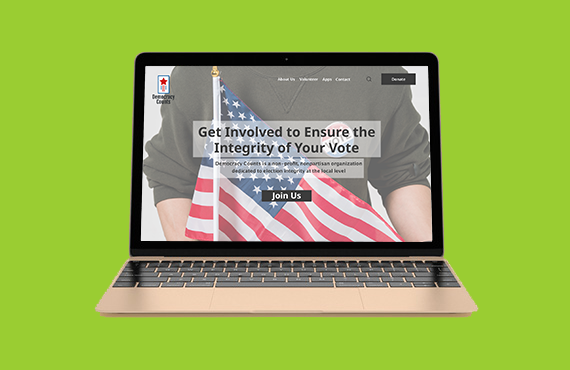 Democracy
Counts
About Us Volunteer Apps Contact
Donate
Get Involved to Ensure the
Integrity of Your Vote
Democracy Counts is a non-profit, nonpartisan organization
dedicated to election integrity at the local level
Join Us